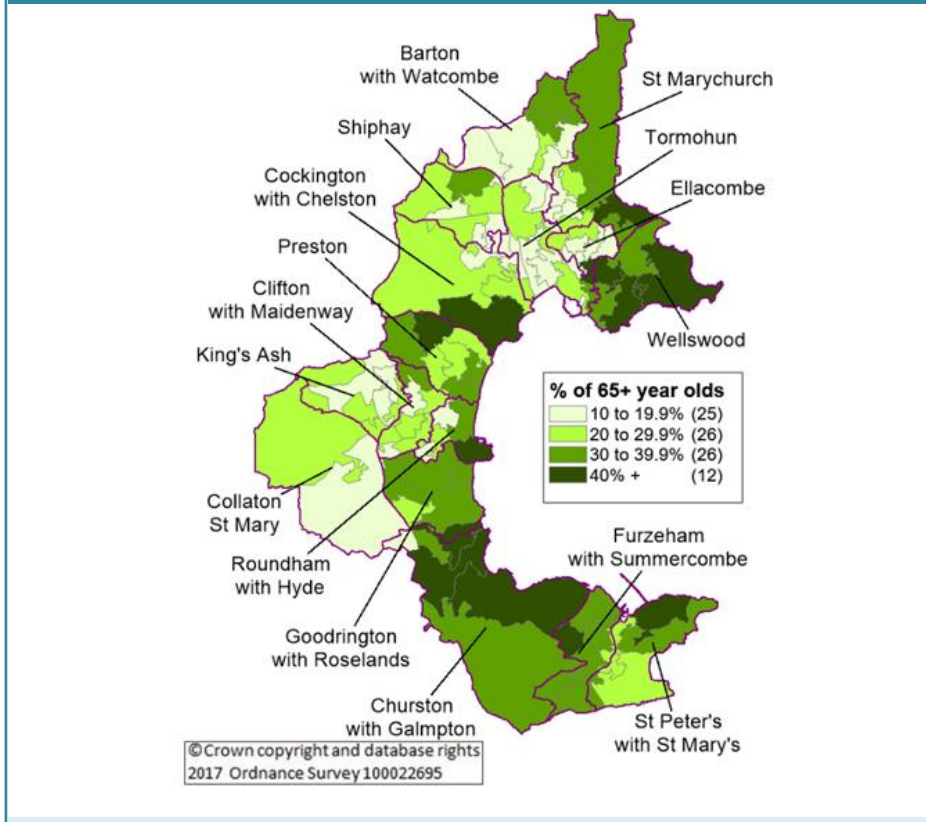 Barton
with Watcombe
St Marychurch
Shiphay
Tormohun
Cockington
with Chelston
Ellacombe
Preston
Clifton
with Maidenway
Wellswood
King's Ash
% of 65+ year olds
10 to 19.9% (25)
20 to 29.9% (26)
30 to 39.9% (26)
40% + (12)
Collaton
St Mary
Furzeham
with Summercombe
Roundham
with Hyde
Goodrington
with Roselands
Churston
with Galmpton
St Peter's
with St Mary's
©Crown copyright and database rights
2017 Ordnance Survey 100022695